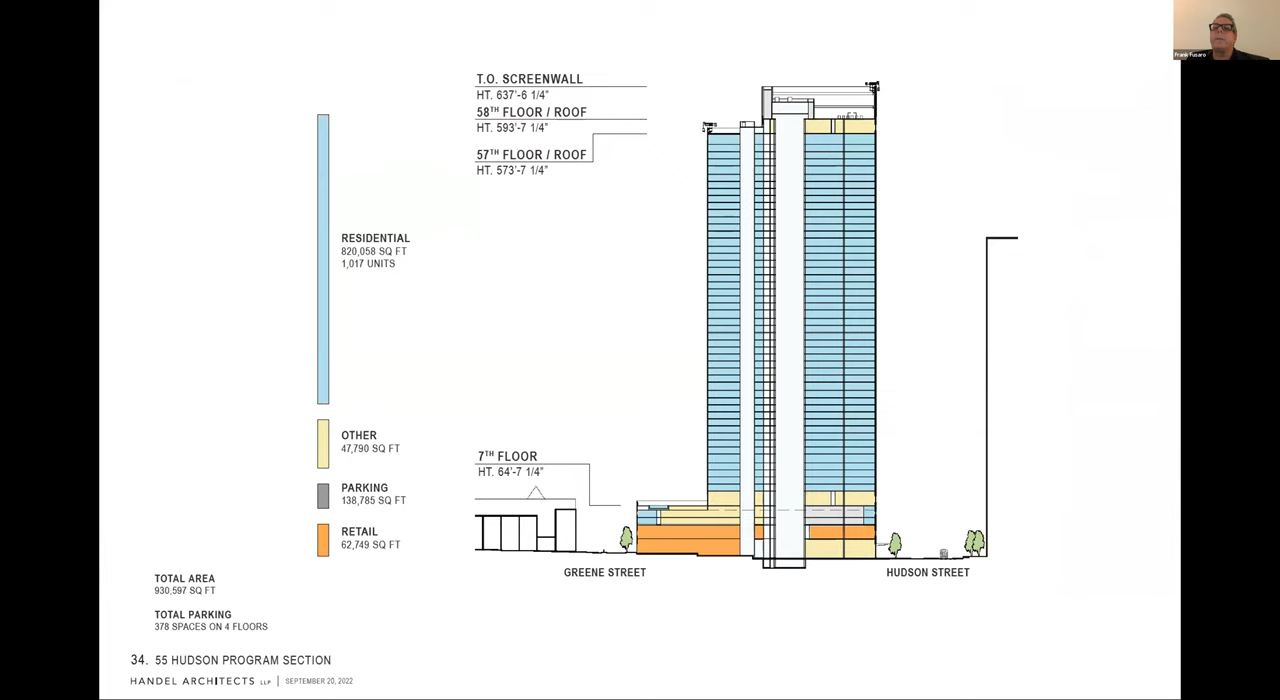 T.O. SCREENWALL
HT. 637'-6 1/4"
58TH FLOOR / ROOF
HT. 593'-7 1/4"
57TH FLOOR / ROOF
HT. 573'-7 1/4"
RESIDENTIAL
820,058 SQ FT
1,017 UNITS
OTHER
47,790 SQ FT
PARKING
138,785 SQ FT
RETAIL
62,749 SQ FT
7TH FLOOR
HT. 64'-7 1/4"
GREENE STREET
HUDSON STREET
TOTAL AREA
930,597 SQ FT
TOTAL PARKING
378 SPACES ON 4 FLOORS
34. 55 HUDSON PROGRAM SECTION
HANDEL ARCHITECTS LLP | SEPTEMBER 20, 2022
Frank Fusaro